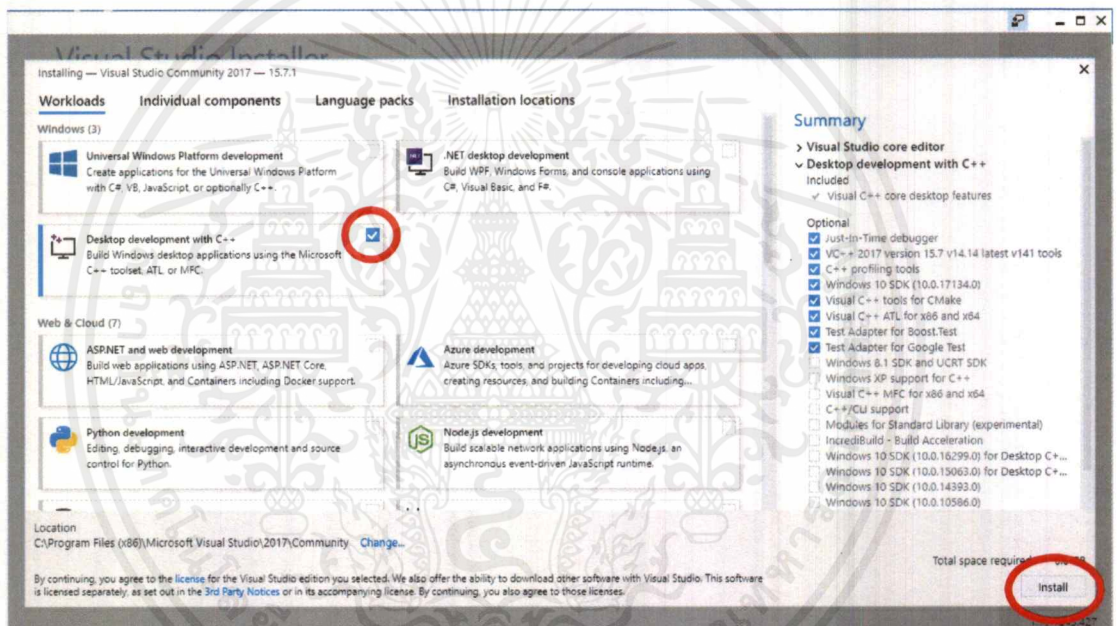 Visual Studio Installer
Installing — Visual Studio Community 2017 — 15.7.1
Workloads Individual components Language packs Installation locations
Windows (3)
Universal Windows Platform development
Create applications for the Universal Windows Platform
with C#, VB, JavaScript, or optionally C++.
.NET desktop development
Build WPF, Windows Forms, and console applications using
C#, Visual Basic, and F#.
Desktop development with C++
Build Windows desktop applications using the Microsoft
C++ toolset, ATL, or MFC.
Web & Cloud (7)
ASP.NET and web development
Build web applications using ASP.NET, ASP.NET Core,
HTML/JavaScript, and Containers including Docker support.
Azure development
Azure SDKs, tools, and projects for developing cloud apps,
creating resources, and building Containers including...
Python development
Editing, debugging, interactive development and source
control for Python.
Node.js development
Build scalable network applications using Node.js, an
asynchronous event-driven JavaScript runtime.
Location
C:\Program Files (x86)\Microsoft Visual Studio\2017\Community Change...
By continuing, you agree to the license for the Visual Studio edition you selected. We also offer the ability to download other software with Visual Studio. This software
is licensed separately, as set out in the 3rd Party Notices or in its accompanying license. By continuing, you also agree to those licenses.
Summary
Visual Studio core editor
Desktop development with C++
Included
Visual C++ core desktop features
Optional
Just-In-Time debugger
VC++ 2017 version 15.7 v14.14 latest v141 tools
C++ profiling tools
Windows 10 SDK (10.0.17134.0)
Visual C++ tools for CMake
Visual C++ ATL for x86 and x64
Test Adapter for Boost.Test
Test Adapter for Google Test
Windows 8.1 SDK and UCRT SDK
Windows XP support for C++
Visual C++ MFC for x86 and x64
C++/CLI support
Modules for Standard Library (experimental)
IncrediBuild - Build Acceleration
Windows 10 SDK (10.0.16299.0) for Desktop C+...
Windows 10 SDK (10.0.15063.0) for Desktop C+...
Windows 10 SDK (10.0.14393.0)
Windows 10 SDK (10.0.10586.0)
Total space required
Install